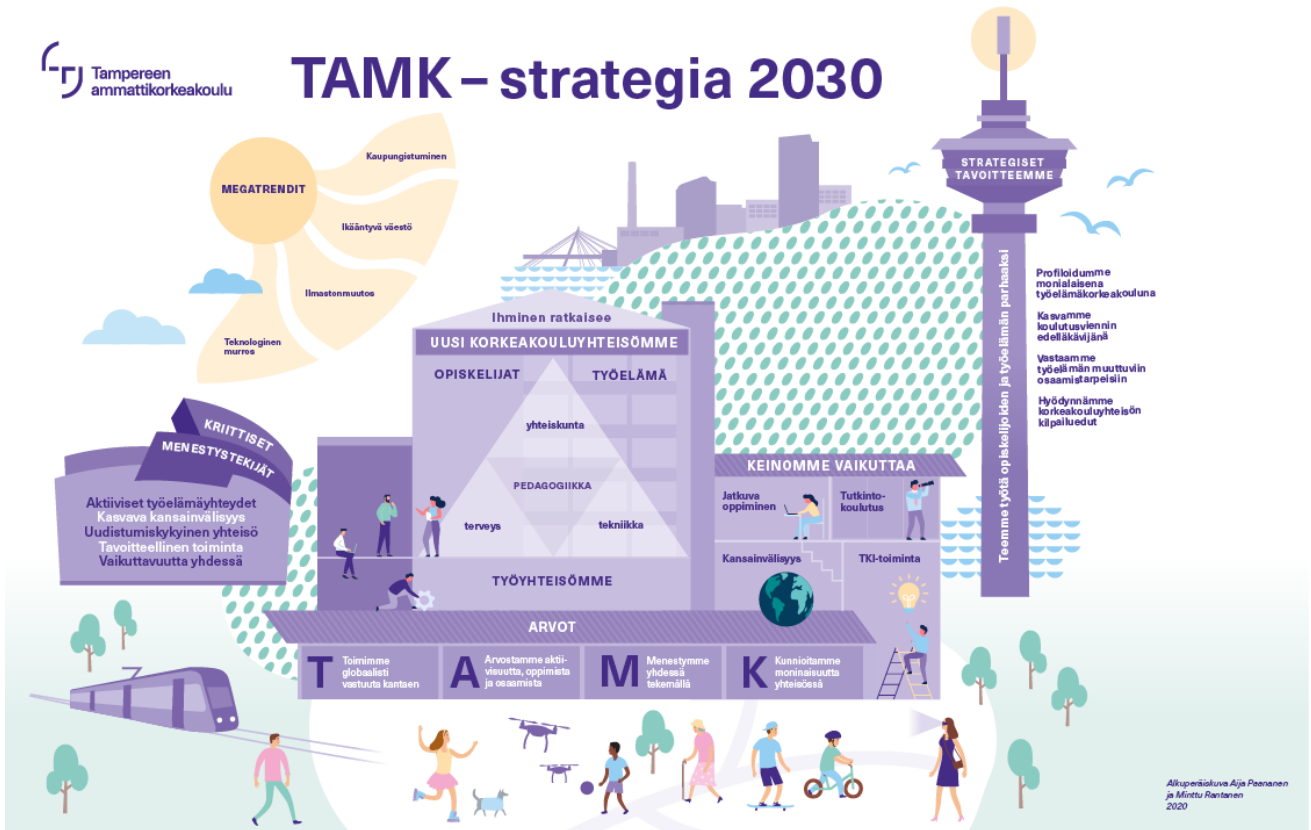 Tampereen
ammattikorkeakoulu
TAMK – strategia 2030
MEGATRENDIT
Kaupungistuminen
Ikääntyvä väestö
Ilmastonmuutos
Teknologinen
murros
STRATEGISET
TAVOITTEEMME
Teemme työtä opiskelijoiden ja työelämän parhaaksi
Profiloidumme
monialaisena
työelämäkorkeakouluna
Kasvamme
koulutusviennin
edelläkävijänä
Vastaamme
työelämän muuttuviin
osaamistarpeisiin
Hyödynnämme
korkeakouluyhteisön
kilpailuedut
Ihminen ratkaisee
UUSI KORKEAKOULUYHTEISÖMME
OPISKELIJAT
TYÖELÄMÄ
yhteiskunta
PEDAGOGIIKKA
terveys
tekniikka
TYÖYHTEISÖMME
KRIITTISET
MENESTYSTEKIJÄT
Aktiiviset työelämäyhteydet
Kasvava kansainvälisyys
Uudistumiskykyinen yhteisö
Tavoitteellinen toiminta
Vaikuttavuutta yhdessä
KEINOMME VAIKUTTAA
Jatkuva
oppiminen
Tutkinto-
koulutus
Kansainvälisyys
TKI-toiminta
ARVOT
T
Toimimme
globaalisti
vastuuta kantaen
A
Arvostamme aktii-
visuutta, oppimista
ja osaamista
M
Menestymme
yhdessä
tekemällä
K
Kunnioitamme
moninaisuutta
yhteisössä
Alkuperäiskuva Aija Peenanen
ja Minttu Rantanen
2020